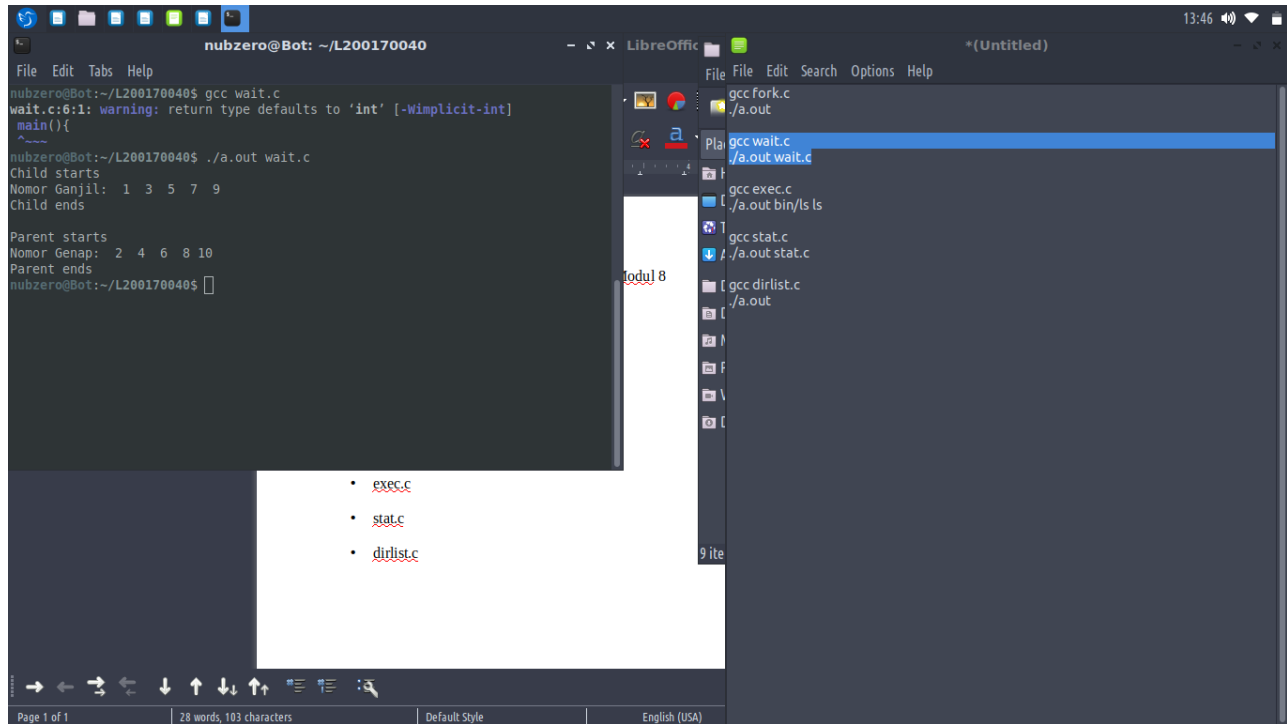 13:46
nubzero@Bot: ~/L200170040
File Edit Tabs Help
nubzero@Bot:~/L200170040$ gcc wait.c
wait.c:6:1: warning: return type defaults to ‘int’ [-Wimplicit-int]
main(){
^~~~
nubzero@Bot:~/L200170040$ ./a.out wait.c
Child starts
Nomor Ganjil: 1 3 5 7 9
Child ends
Parent starts
Nomor Genap: 2 4 6 8 10
Parent ends
nubzero@Bot:~/L200170040$
LibreOffic
Modul 8
• exec.c
• stat.c
• dirlist.c
Page 1 of 1
28 words, 103 characters
Default Style
English (USA)
File
Pla
9 ite
*(Untitled)
File Edit Search Options Help
gcc fork.c
./a.out
gcc wait.c
./a.out wait.c
gcc exec.c
./a.out bin/ls ls
gcc stat.c
./a.out stat.c
gcc dirlist.c
./a.out